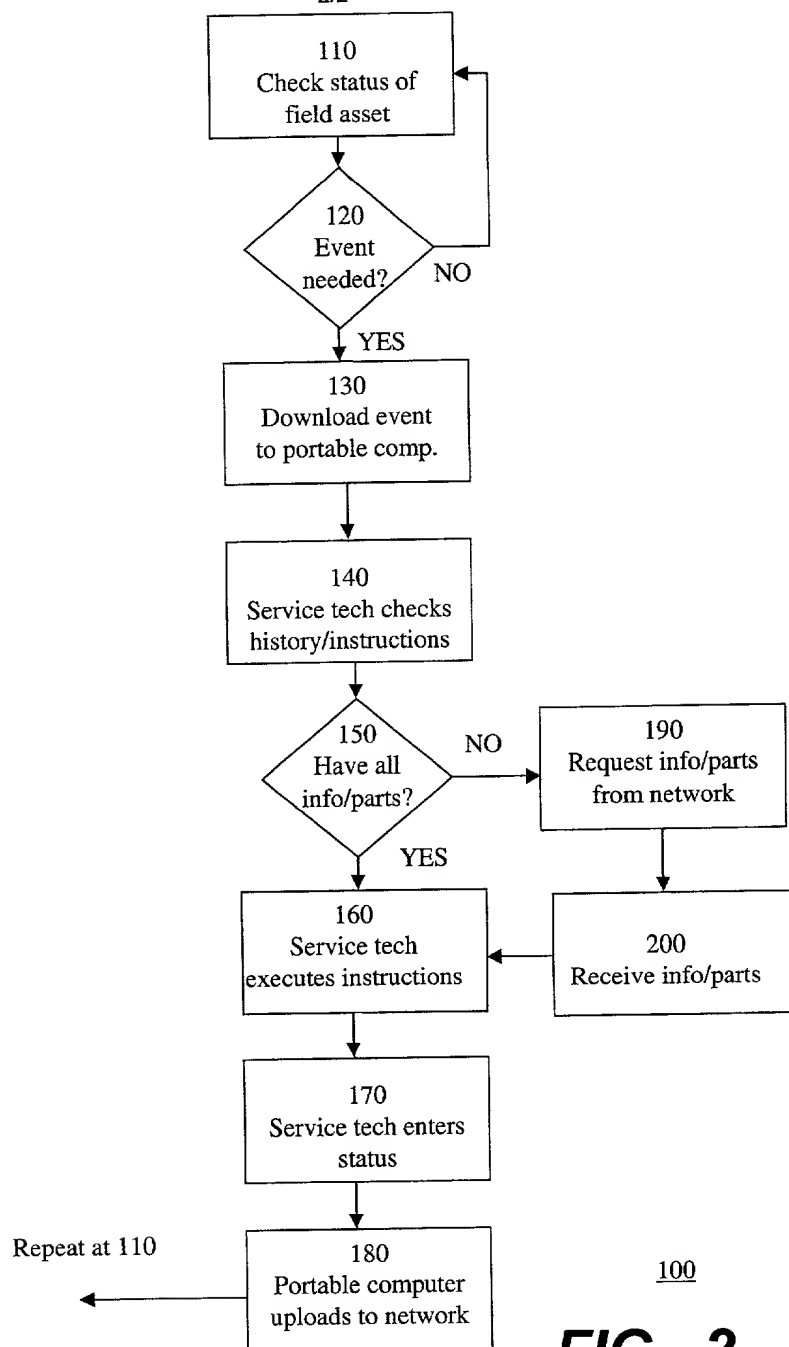 110
Check status of
field asset
120
Event
needed?
NO
YES
130
Download event
to portable comp.
140
Service tech checks
history/instructions
150
Have all
info/parts?
NO
190
Request info/parts
from network
YES
160
Service tech
executes instructions
200
Receive info/parts
170
Service tech enters
status
Repeat at 110
180
Portable computer
uploads to network
100